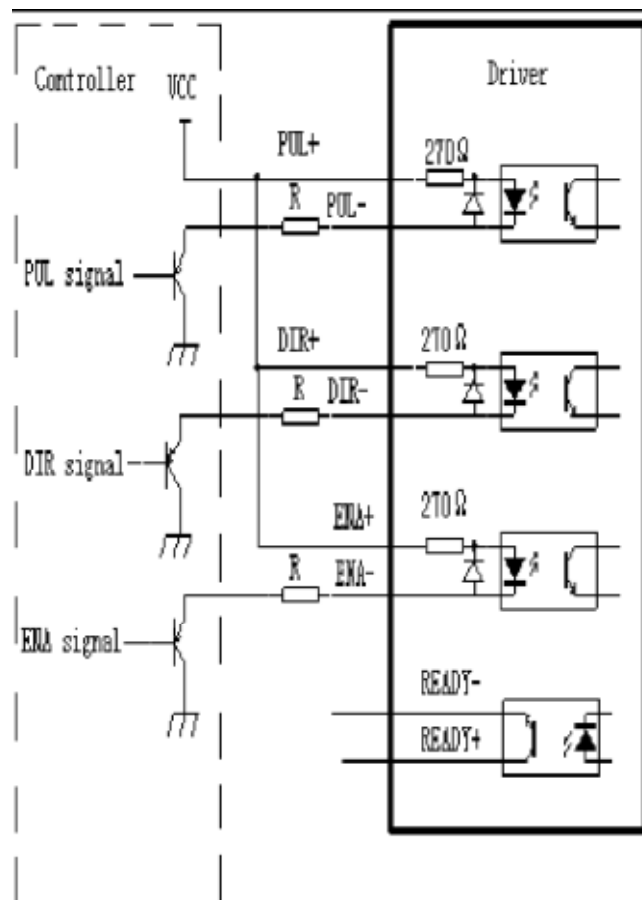 Controller
VCC
Driver
PUL+
270Ω
R
PUL-
PUL signal
DIR+
270Ω
R
DIR-
DIR signal
ENA+
270Ω
R
ENA-
ENA signal
READY-
READY+